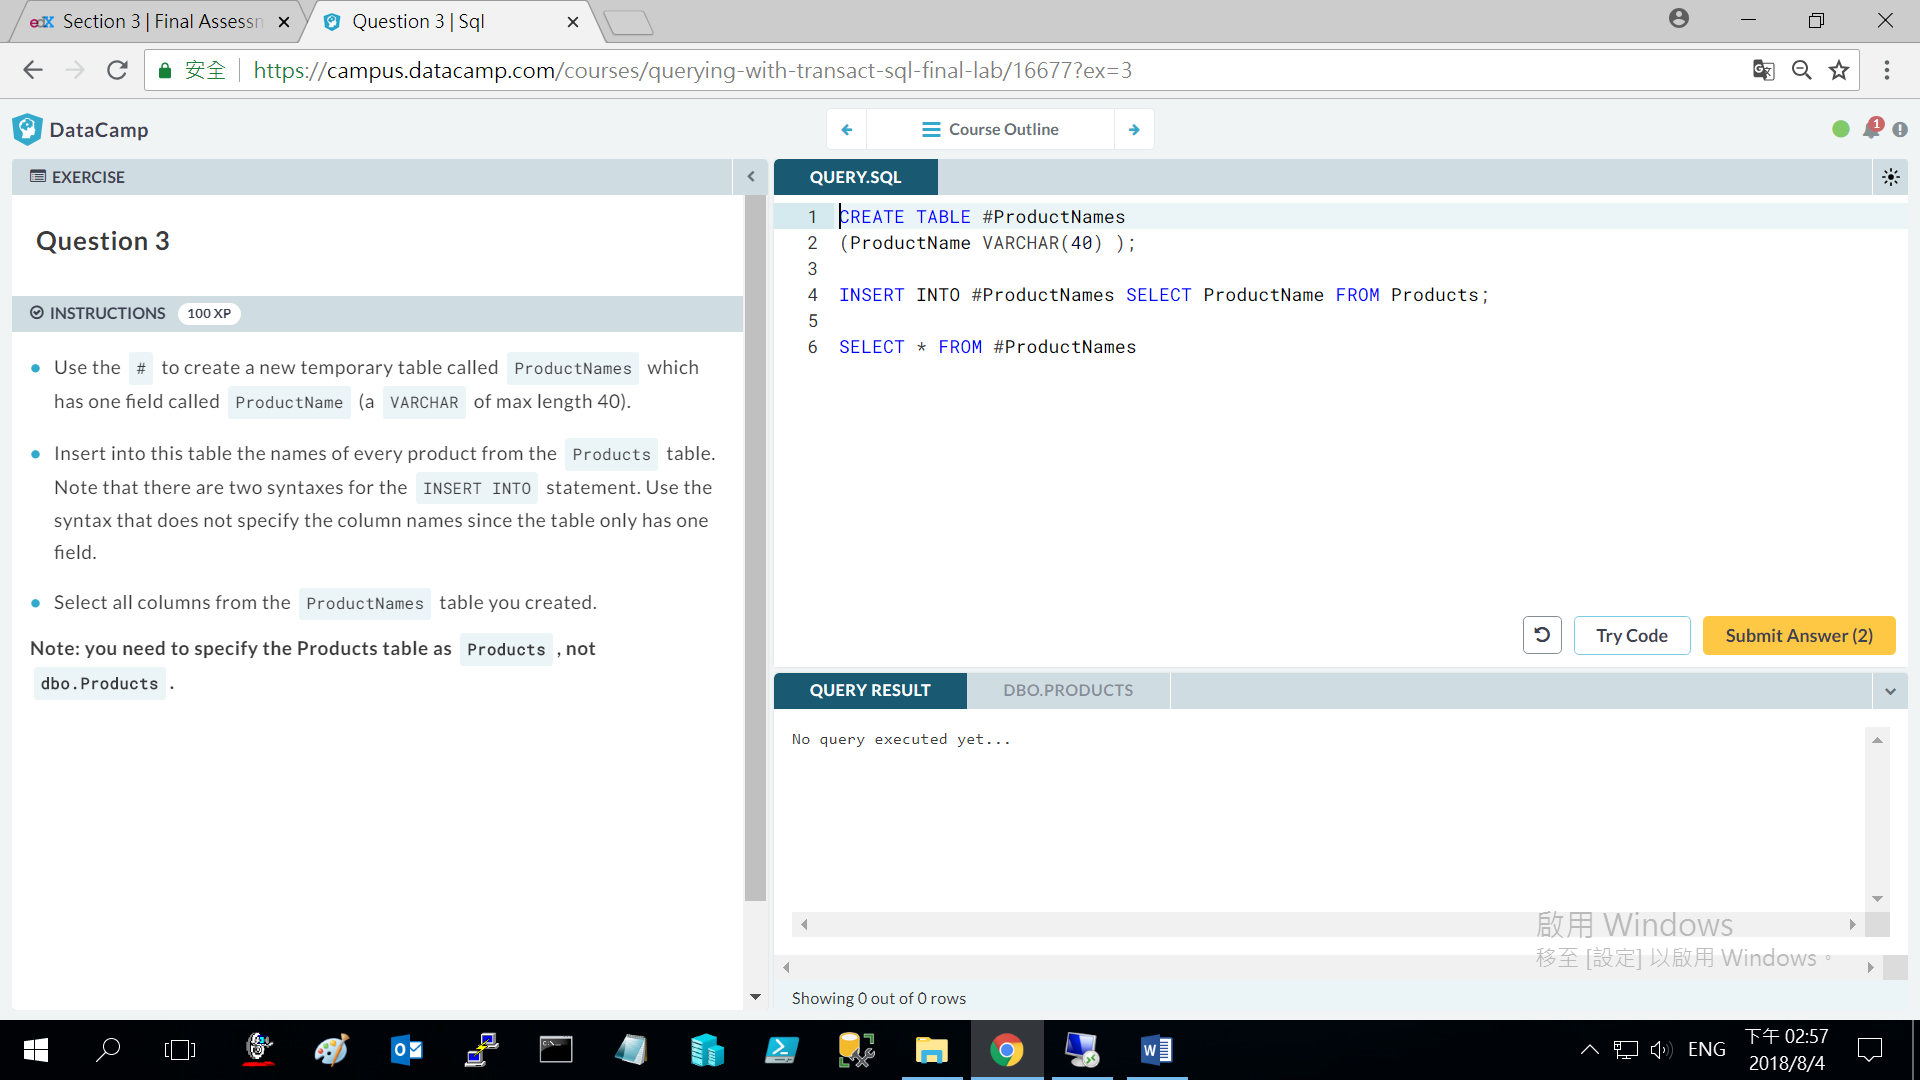 edX Section 3 | Final Assessm
Question 3 | Sql
安全 https://campus.datacamp.com/courses/querying-with-transact-sql-final-lab/16677?ex=3
DataCamp
Course Outline
1
EXERCISE
QUERY.SQL
Question 3
INSTRUCTIONS 100 XP
Use the # to create a new temporary table called ProductNames which
has one field called ProductName (a VARCHAR of max length 40).
Insert into this table the names of every product from the Products table.
Note that there are two syntaxes for the INSERT INTO statement. Use the
syntax that does not specify the column names since the table only has one
field.
Select all columns from the ProductNames table you created.
Note: you need to specify the Products table as Products , not
dbo.Products .
1 CREATE TABLE #ProductNames
2 (ProductName VARCHAR(40) );
3
4 INSERT INTO #ProductNames SELECT ProductName FROM Products;
5
6 SELECT * FROM #ProductNames
Try Code
Submit Answer (2)
QUERY RESULT
DBO.PRODUCTS
No query executed yet...
啟用 Windows
移至 [設定] 以啟用 Windows。
Showing 0 out of 0 rows
ENG
下午 02:57
2018/8/4